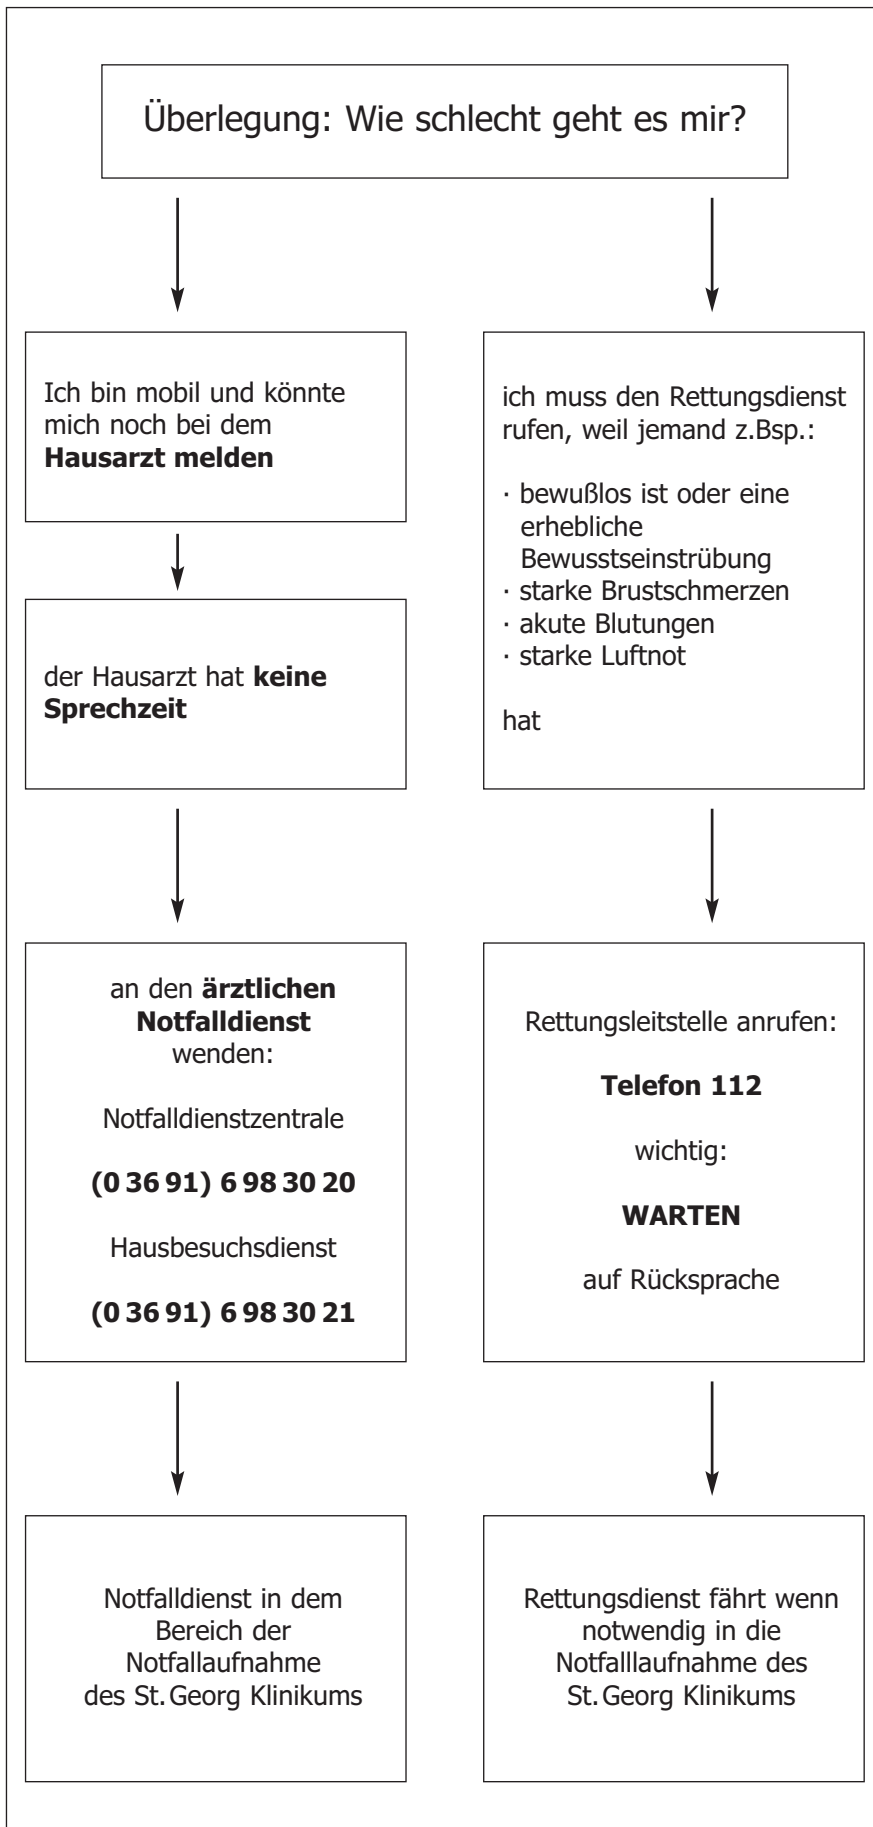 Überlegung: Wie schlecht geht es mir?
Ich bin mobil und könnte
mich noch bei dem
Hausarzt melden
der Hausarzt hat keine
Sprechzeit
an den ärztlichen
Notfalldienst
wenden:
Notfalldienstzentrale
(0 36 91) 6 98 30 20
Hausbesuchsdienst
(0 36 91) 6 98 30 21
Notfalldienst in dem
Bereich der
Notfallaufnahme
des St. Georg Klinikums
ich muss den Rettungsdienst
rufen, weil jemand z.Bsp.:
· bewußlos ist oder eine
erhebliche
Bewusstseinstrübung
· starke Brustschmerzen
· akute Blutungen
· starke Luftnot
hat
Rettungsleitstelle anrufen:
Telefon 112
wichtig:
WARTEN
auf Rücksprache
Rettungsdienst fährt wenn
notwendig in die
Notfalllaufnahme des
St. Georg Klinikums